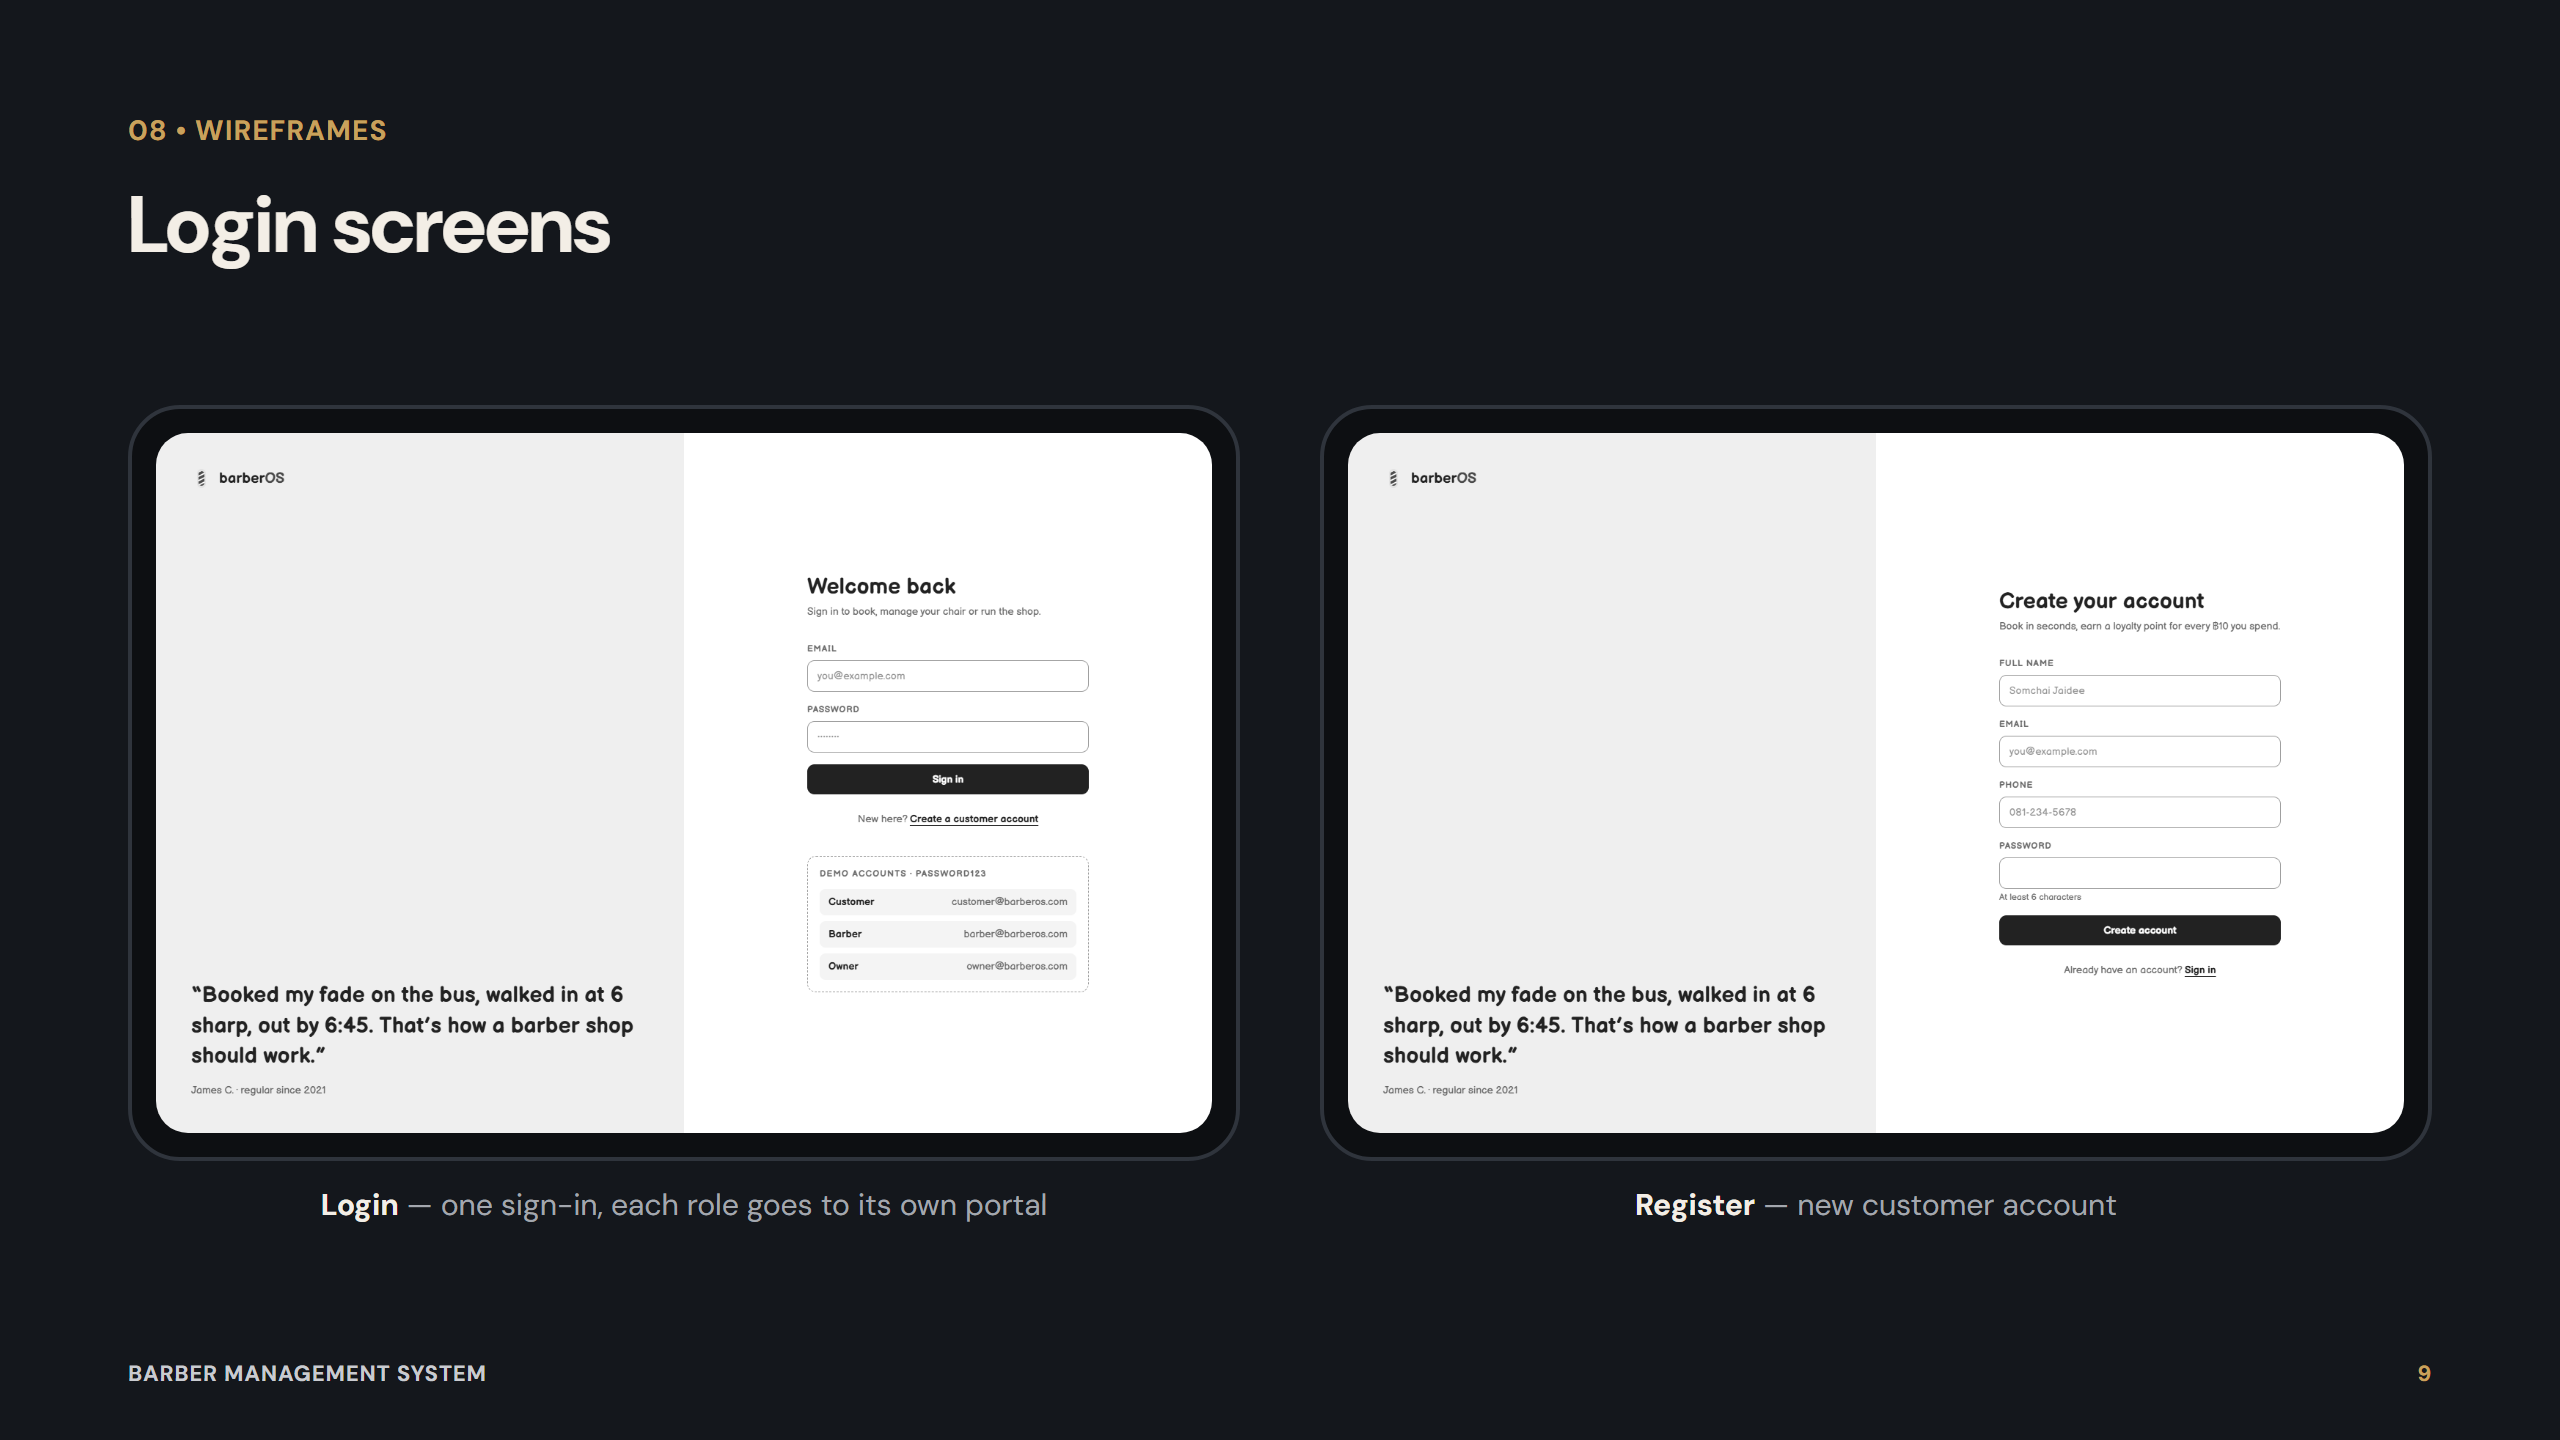 08 • WIREFRAMES
Login screens
barberOS
Welcome back
Sign in to book, manage your chair or run the shop.
EMAIL
you@example.com
PASSWORD
········
Sign in
New here? Create a customer account
DEMO ACCOUNTS · PASSWORD123
Customer customer@barberos.com
Barber barber@barberos.com
Owner owner@barberos.com
“Booked my fade on the bus, walked in at 6
sharp, out by 6:45. That’s how a barber shop
should work.”
James C. · regular since 2021
Login — one sign-in, each role goes to its own portal
barberOS
Create your account
Book in seconds, earn a loyalty point for every ฿10 you spend.
FULL NAME
Somchai Jaidee
EMAIL
you@example.com
PHONE
081-234-5678
PASSWORD
At least 6 characters
Create account
Already have an account? Sign in
“Booked my fade on the bus, walked in at 6
sharp, out by 6:45. That’s how a barber shop
should work.”
James C. · regular since 2021
Register — new customer account
BARBER MANAGEMENT SYSTEM
9